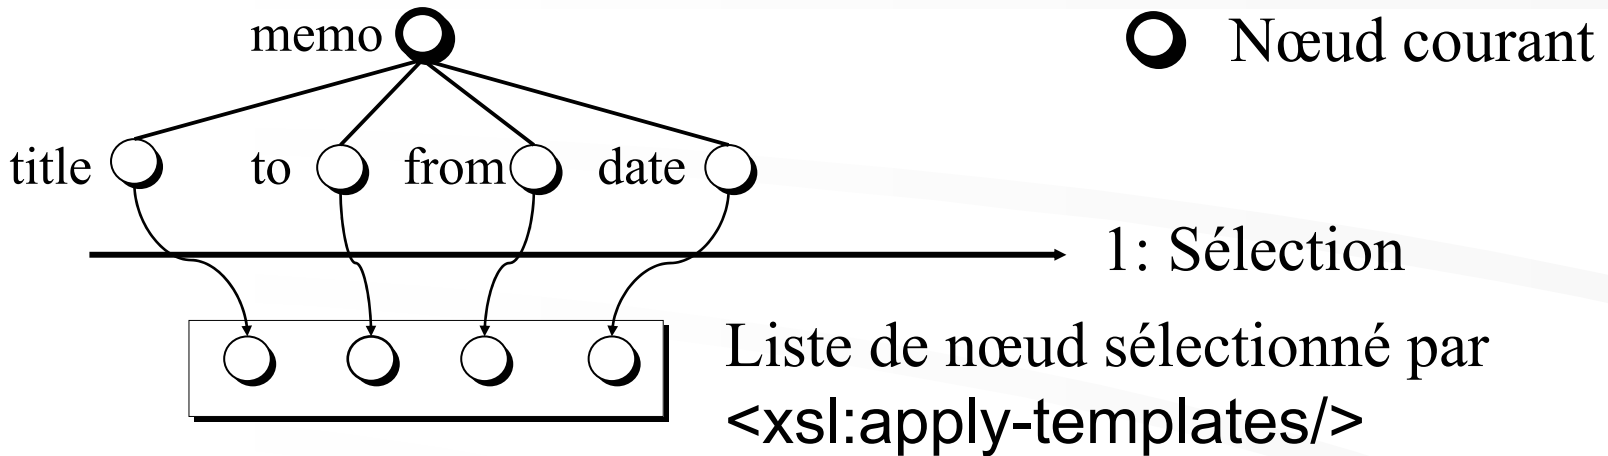 memo
Nœud courant
title to from date
1: Sélection
Liste de nœud sélectionné par
<xsl:apply-templates/>